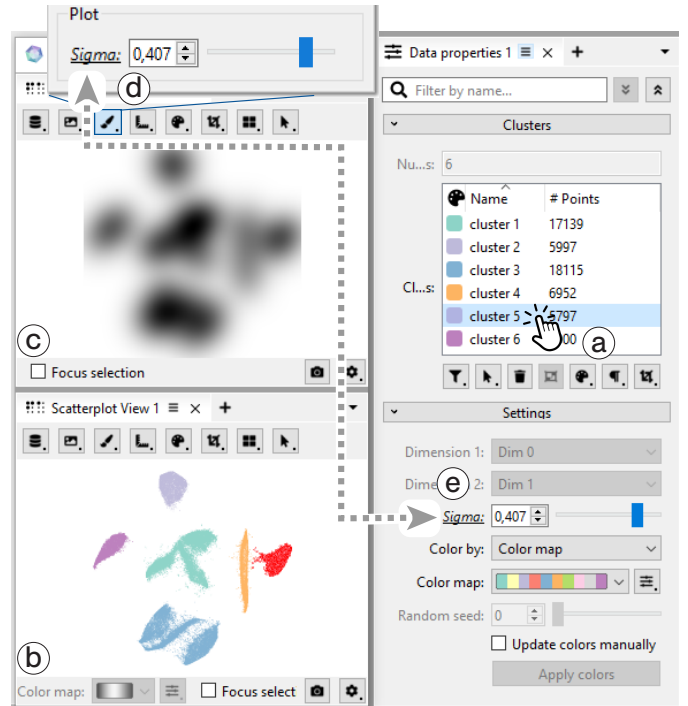 Plot
Sigma: 0,407
d
Data properties 1
Filter by name...
Clusters
Nu...s: 6
Name # Points
cluster 1 17139
cluster 2 5997
cluster 3 18115
Cl...s:
cluster 4 6952
cluster 5 5797
cluster 6 00
a
c
Focus selection
Scatterplot View 1
b
Color map:
Focus select
Settings
Dimension 1: Dim 0
Dime 2: Dim 1
e
Sigma: 0,407
Color by: Color map
Color map:
Random seed: 0
Update colors manually
Apply colors